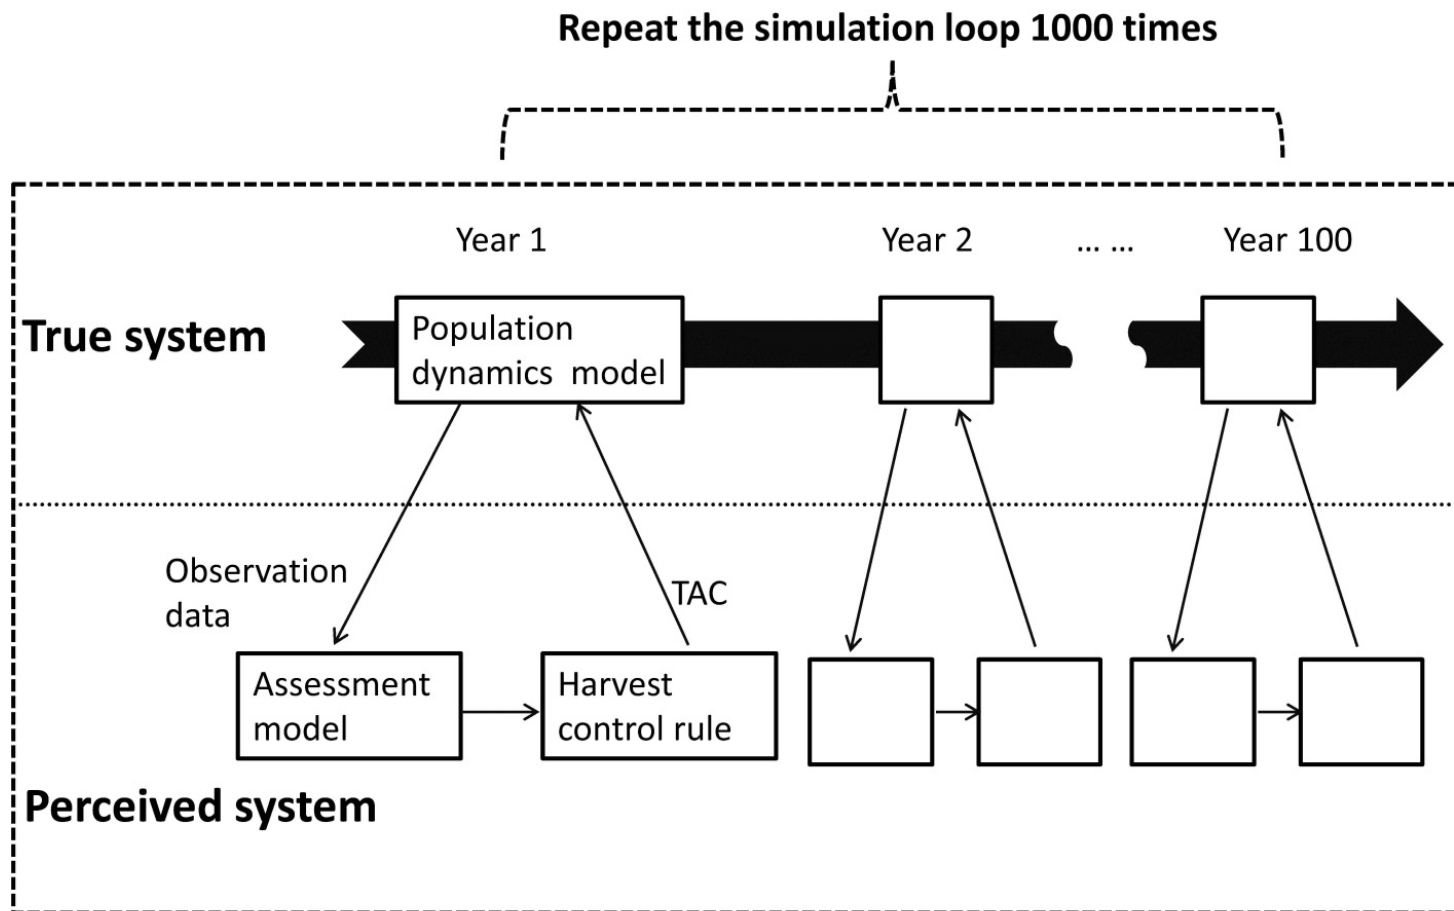 Repeat the simulation loop 1000 times
Year 1
Year 2
... ...
Year 100
True system
Population
dynamics model
Observation
data
TAC
Assessment
model
Harvest
control rule
Perceived system